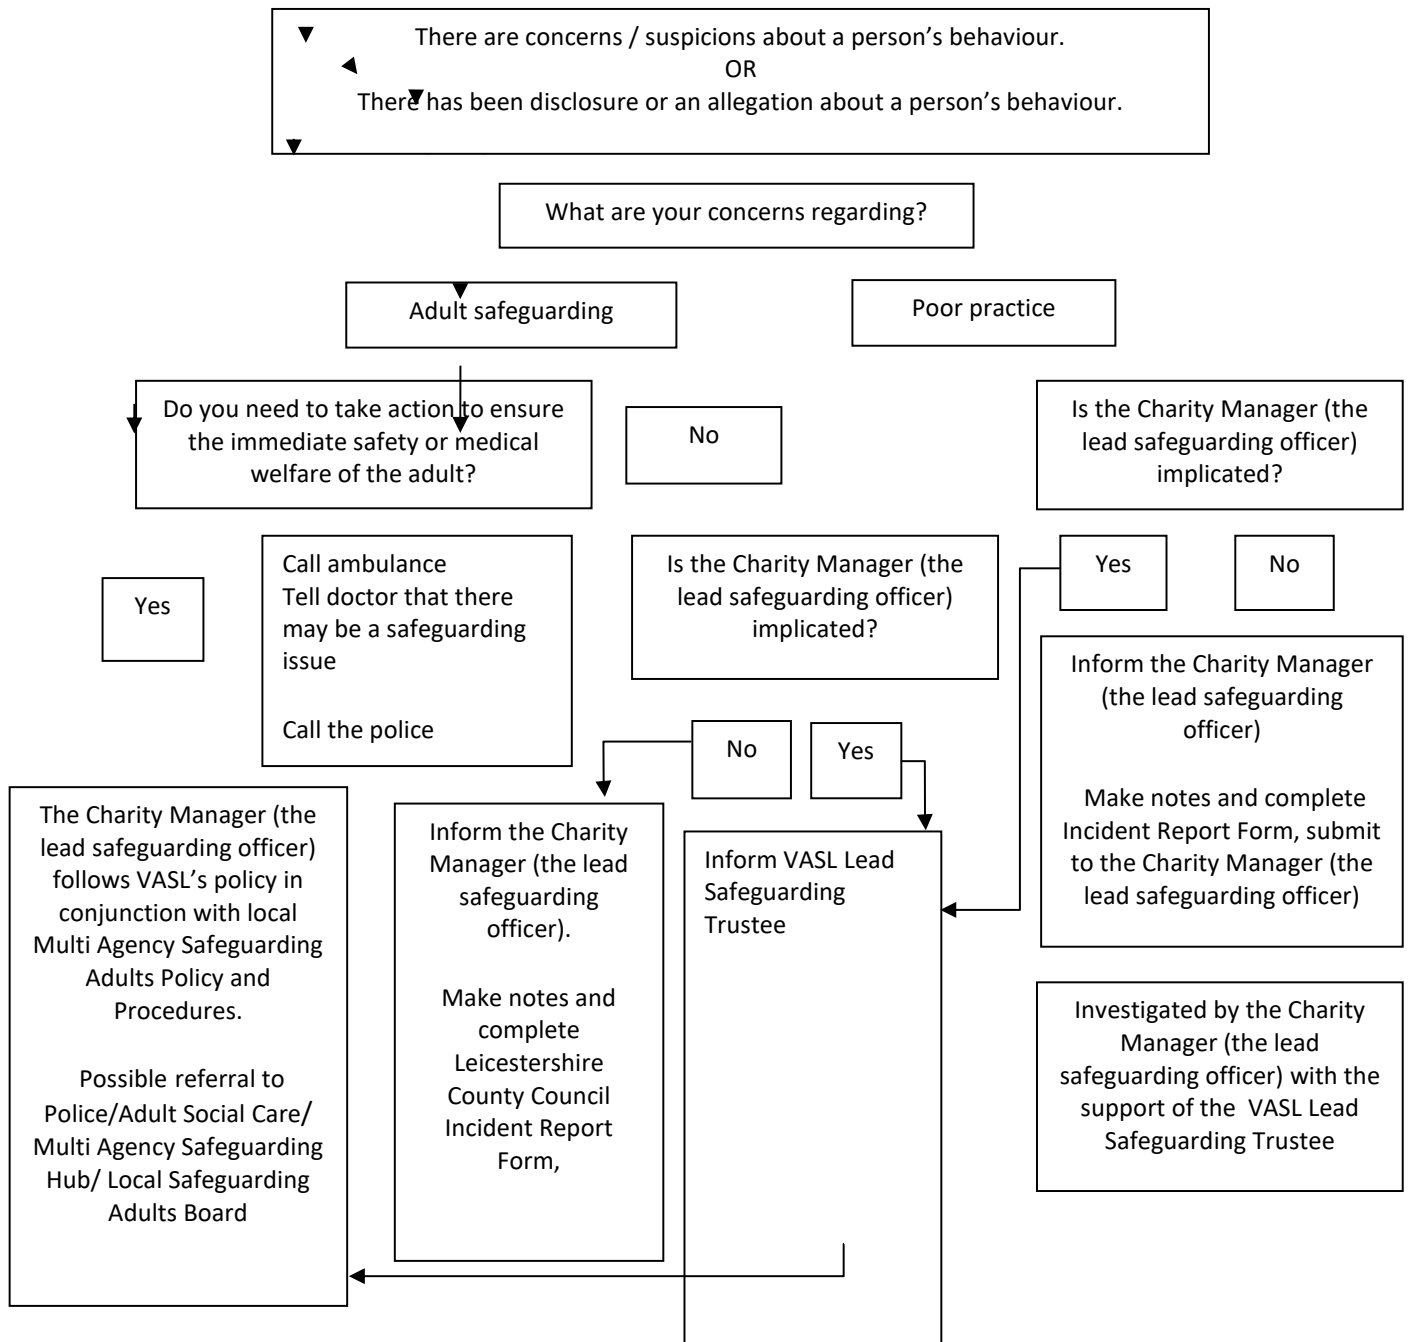 There are concerns / suspicions about a person’s behaviour.
OR
There has been disclosure or an allegation about a person’s behaviour.
What are your concerns regarding?
Adult safeguarding
Poor practice
Do you need to take action to ensure
the immediate safety or medical
welfare of the adult?
No
Is the Charity Manager (the
lead safeguarding officer)
implicated?
Yes
Call ambulance
Tell doctor that there
may be a safeguarding
issue
Call the police
Is the Charity Manager (the
lead safeguarding officer)
implicated?
Yes
No
No
Yes
Inform the Charity Manager
(the lead safeguarding
officer)
Make notes and complete
Incident Report Form, submit
to the Charity Manager (the
lead safeguarding officer)
The Charity Manager (the
lead safeguarding officer)
follows VASL’s policy in
conjunction with local
Multi Agency Safeguarding
Adults Policy and
Procedures.
Possible referral to
Police/Adult Social Care/
Multi Agency Safeguarding
Hub/ Local Safeguarding
Adults Board
Inform the Charity
Manager (the lead
safeguarding
officer).
Make notes and
complete
Leicestershire
County Council
Incident Report
Form,
Inform VASL Lead
Safeguarding
Trustee
Investigated by the Charity
Manager (the lead
safeguarding officer) with the
support of the VASL Lead
Safeguarding Trustee